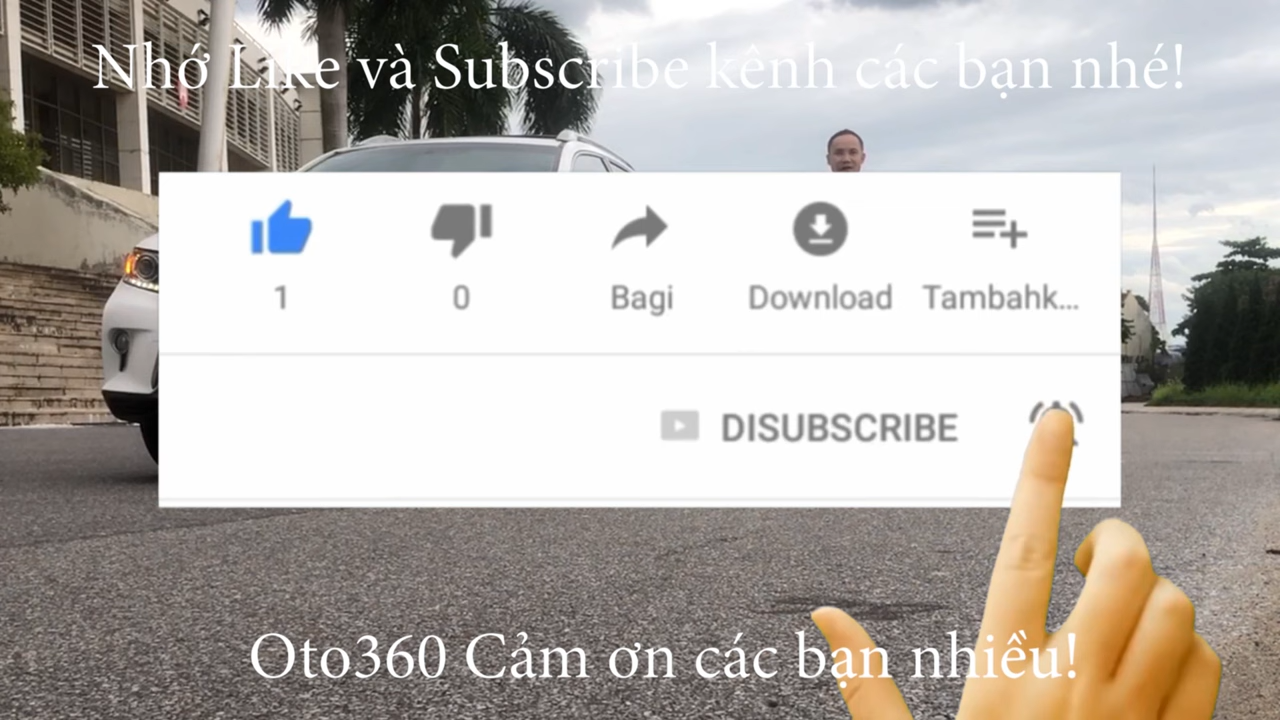 Nhớ Like và Subscribe kênh các bạn nhé!
1
0
Bagi
Download
Tambahk...
DISUBSCRIBE
Oto360 Cảm ơn các bạn nhiều!